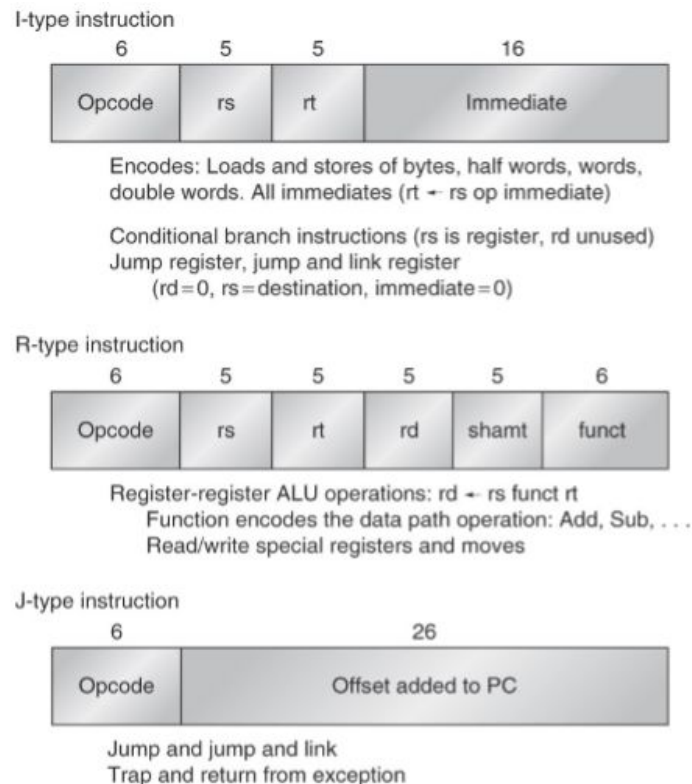 I-type instruction
6 5 5 16
Opcode rs rt Immediate
Encodes: Loads and stores of bytes, half words, words,
double words. All immediates (rt ← rs op immediate)
Conditional branch instructions (rs is register, rd unused)
Jump register, jump and link register
(rd=0, rs=destination, immediate=0)
R-type instruction
6 5 5 5 5 6
Opcode rs rt rd shamt funct
Register-register ALU operations: rd ← rs funct rt
Function encodes the data path operation: Add, Sub, . . .
Read/write special registers and moves
J-type instruction
6 26
Opcode Offset added to PC
Jump and jump and link
Trap and return from exception